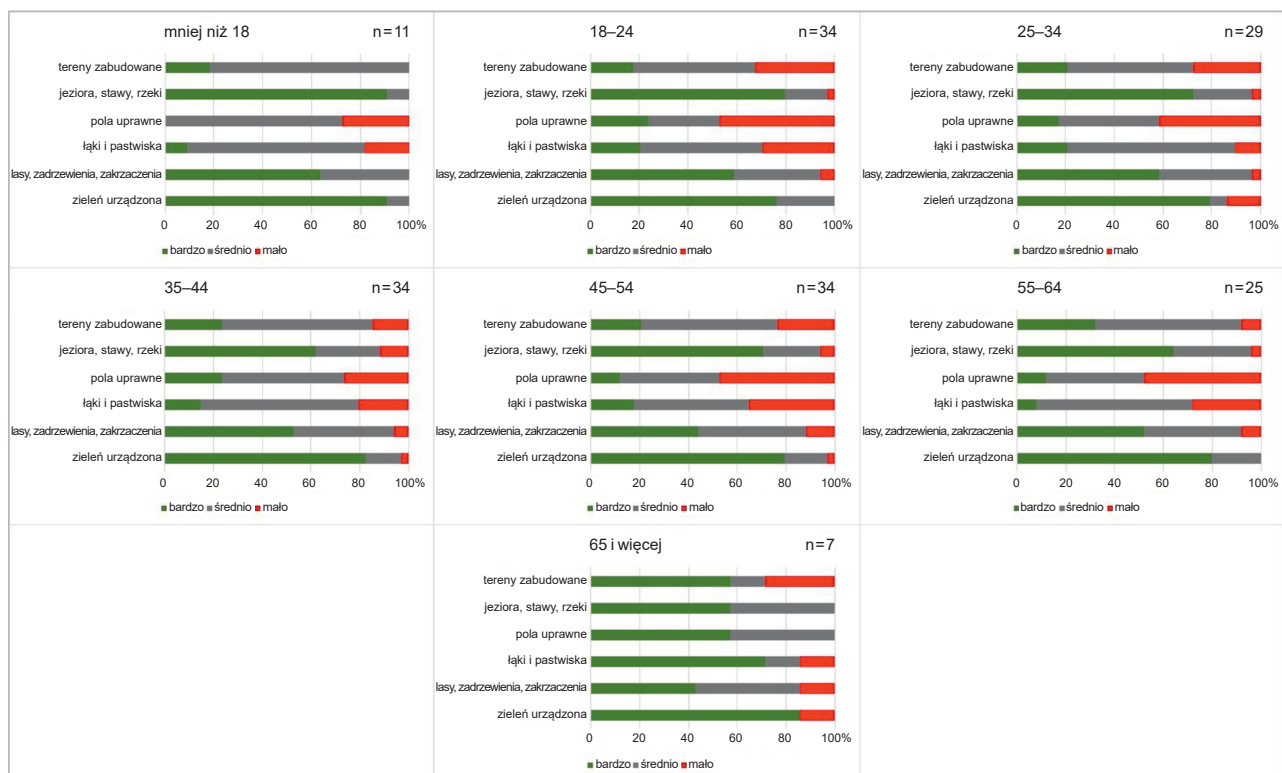 mniej niż 18 n=11
tereny zabudowane
jeziora, stawy, rzeki
pola uprawne
łąki i pastwiska
lasy, zadrzewienia, zakrzaczenia
zieleń urządzona
0 20 40 60 80 100%
bardzo średnio mało
18–24 n=34
tereny zabudowane
jeziora, stawy, rzeki
pola uprawne
łąki i pastwiska
lasy, zadrzewienia, zakrzaczenia
zieleń urządzona
0 20 40 60 80 100%
bardzo średnio mało
25–34 n=29
tereny zabudowane
jeziora, stawy, rzeki
pola uprawne
łąki i pastwiska
lasy, zadrzewienia, zakrzaczenia
zieleń urządzona
0 20 40 60 80 100%
bardzo średnio mało
35–44 n=34
tereny zabudowane
jeziora, stawy, rzeki
pola uprawne
łąki i pastwiska
lasy, zadrzewienia, zakrzaczenia
zieleń urządzona
0 20 40 60 80 100%
bardzo średnio mało
45–54 n=34
tereny zabudowane
jeziora, stawy, rzeki
pola uprawne
łąki i pastwiska
lasy, zadrzewienia, zakrzaczenia
zieleń urządzona
0 20 40 60 80 100%
bardzo średnio mało
55–64 n=25
tereny zabudowane
jeziora, stawy, rzeki
pola uprawne
łąki i pastwiska
lasy, zadrzewienia, zakrzaczenia
zieleń urządzona
0 20 40 60 80 100%
bardzo średnio mało
65 i więcej n=7
tereny zabudowane
jeziora, stawy, rzeki
pola uprawne
łąki i pastwiska
lasy, zadrzewienia, zakrzaczenia
zieleń urządzona
0 20 40 60 80 100%
bardzo średnio mało